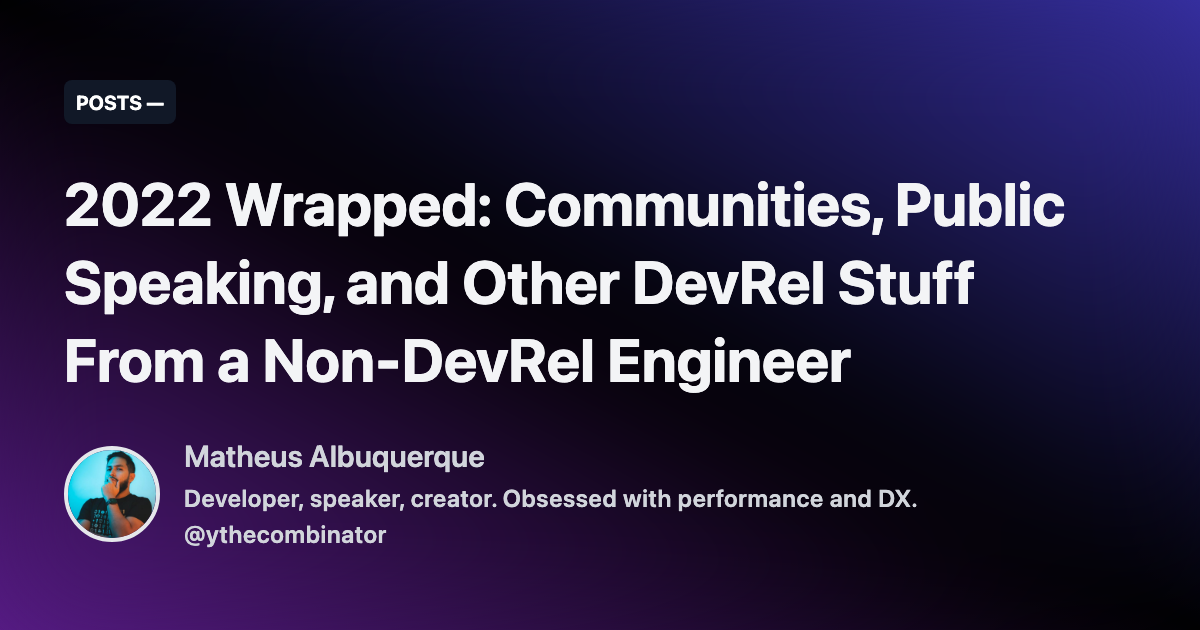 POSTS —
2022 Wrapped: Communities, Public
Speaking, and Other DevRel Stuff
From a Non-DevRel Engineer
Matheus Albuquerque
Developer, speaker, creator. Obsessed with performance and DX.
@ythecombinator